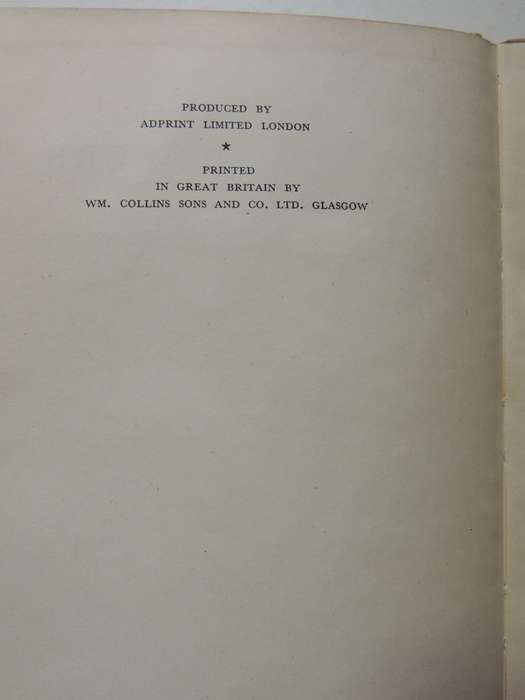 PRODUCED BY
ADPRINT LIMITED LONDON
★
PRINTED
IN GREAT BRITAIN BY
WM. COLLINS SONS AND CO. LTD. GLASGOW